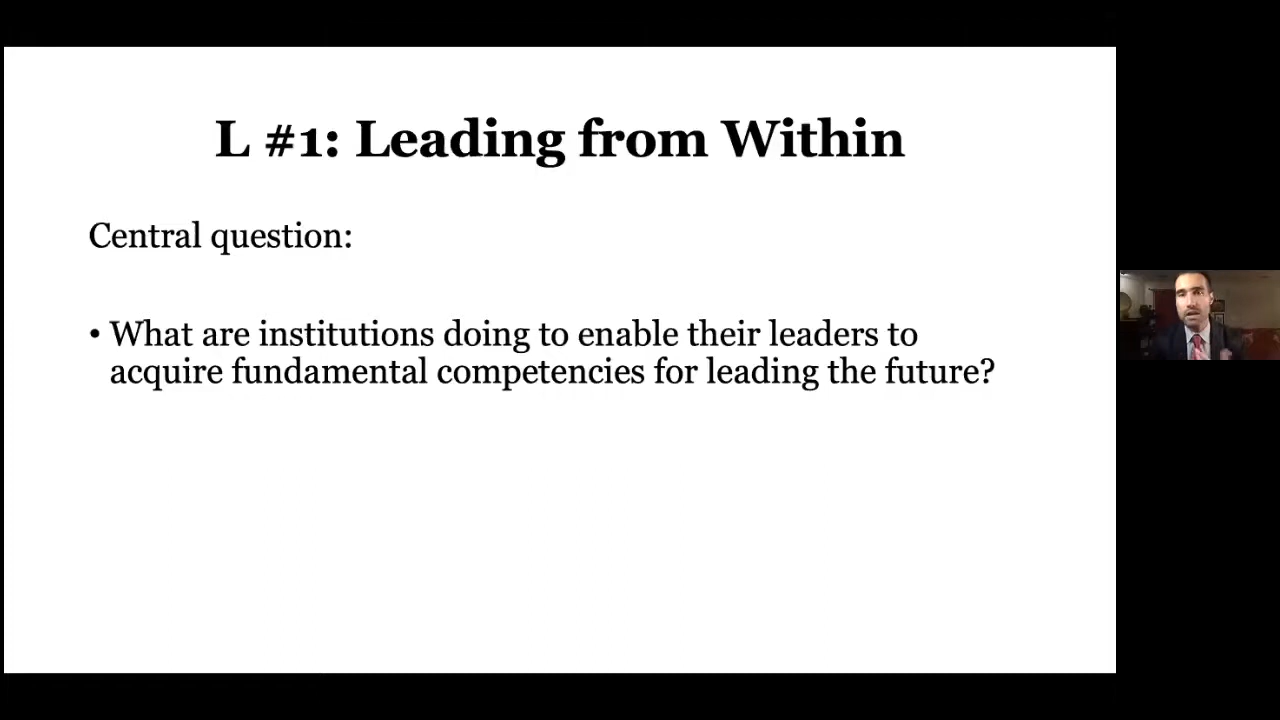 L #1: Leading from Within
Central question:
• What are institutions doing to enable their leaders to
acquire fundamental competencies for leading the future?